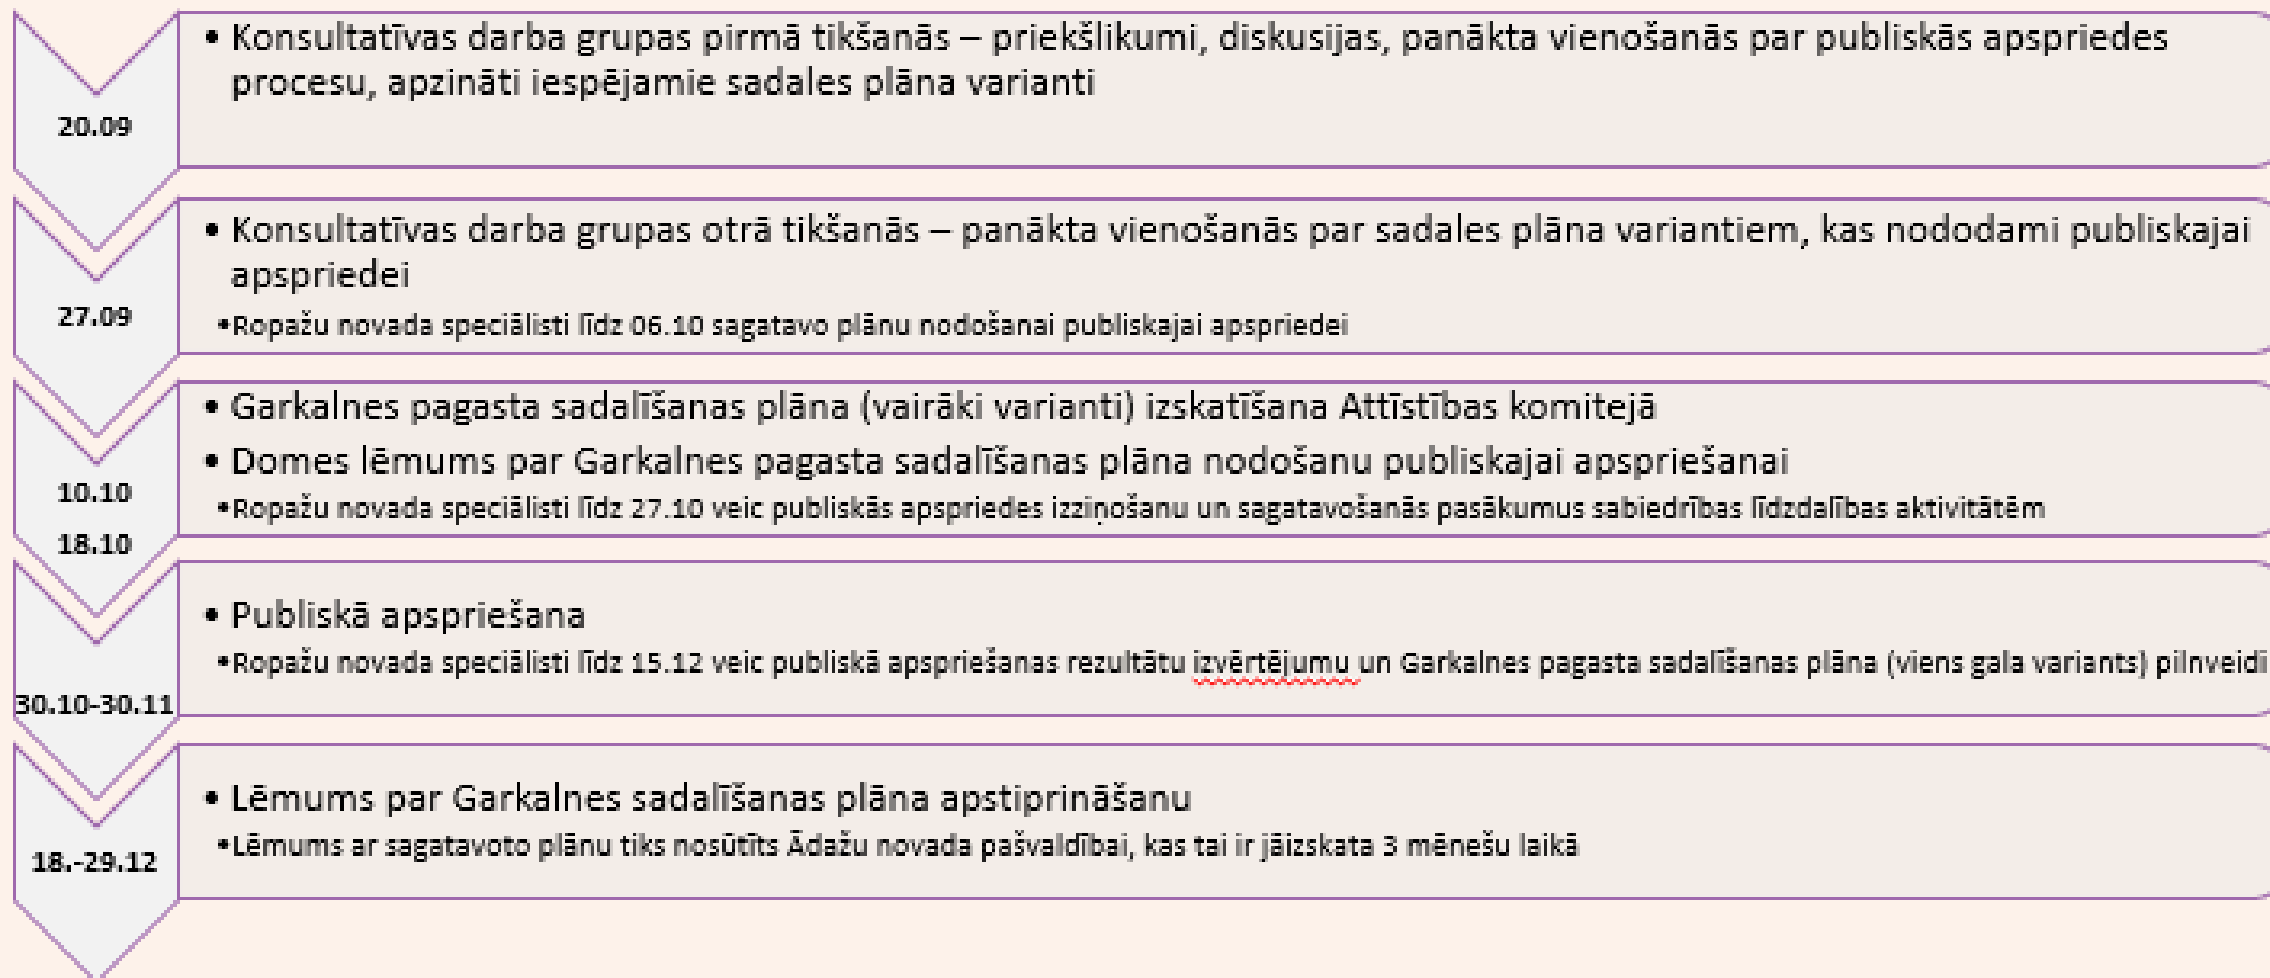 20.09
• Konsultatīvas darba grupas pirmā tikšanās – priekšlikumi, diskusijas, panākta vienošanās par publiskās apspriedes
procesu, apzināti iespējamie sadales plāna varianti
27.09
• Konsultatīvas darba grupas otrā tikšanās – panākta vienošanās par sadales plāna variantiem, kas nododami publiskajai
apspriedei
•Ropažu novada speciālisti līdz 06.10 sagatavo plānu nodošanai publiskajai apspriedei
10.10
18.10
• Garkalnes pagasta sadalīšanas plāna (vairāki varianti) izskatīšana Attīstības komitejā
• Domes lēmums par Garkalnes pagasta sadalīšanas plāna nodošanu publiskajai apspriešanai
•Ropažu novada speciālisti līdz 27.10 veic publiskās apspriedes izziņošanu un sagatavošanās pasākumus sabiedrības līdzdalības aktivitātēm
30.10-30.11
• Publiskā apspriešana
•Ropažu novada speciālisti līdz 15.12 veic publiskā apspriešanas rezultātu izvērtējumu un Garkalnes pagasta sadalīšanas plāna (viens gala variants) pilnveidi
18.-29.12
• Lēmums par Garkalnes sadalīšanas plāna apstiprināšanu
•Lēmums ar sagatavoto plānu tiks nosūtīts Ādažu novada pašvaldībai, kas tai ir jāizskata 3 mēnešu laikā